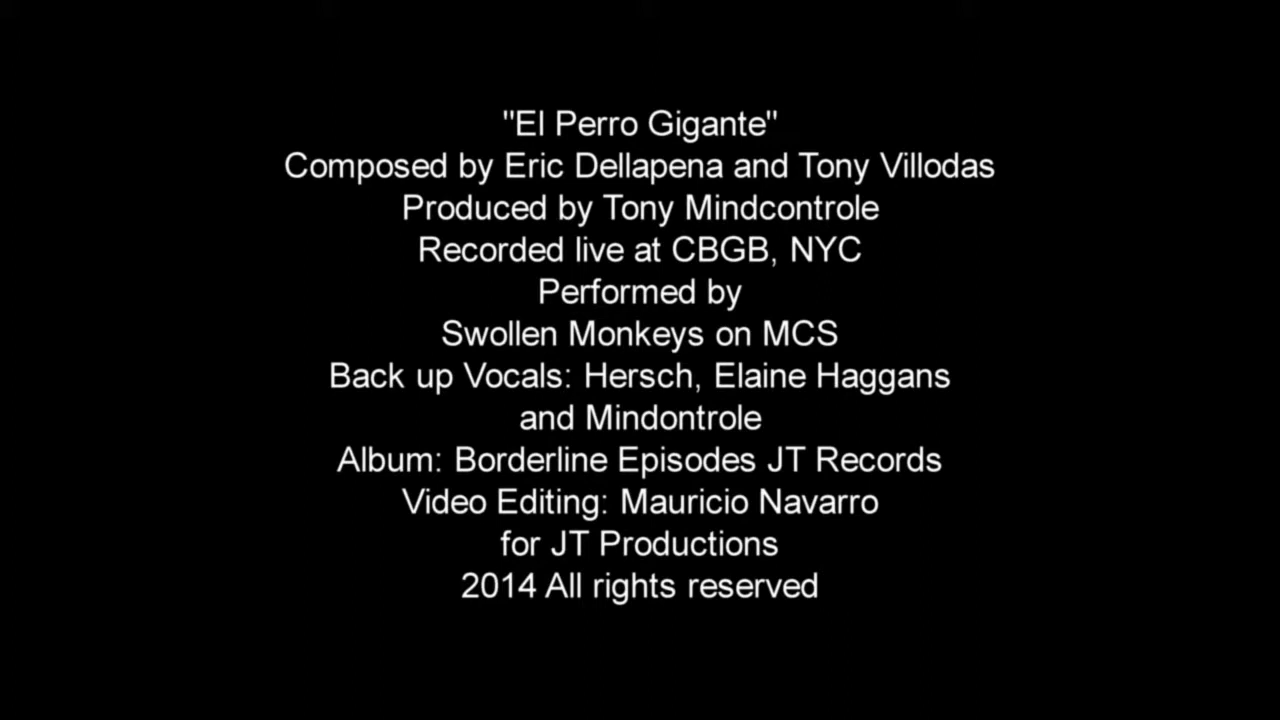 "El Perro Gigante"
Composed by Eric Dellapena and Tony Villodas
Produced by Tony Mindcontrole
Recorded live at CBGB, NYC
Performed by
Swollen Monkeys on MCS
Back up Vocals: Hersch, Elaine Haggans
and Mindontrole
Album: Borderline Episodes JT Records
Video Editing: Mauricio Navarro
for JT Productions
2014 All rights reserved